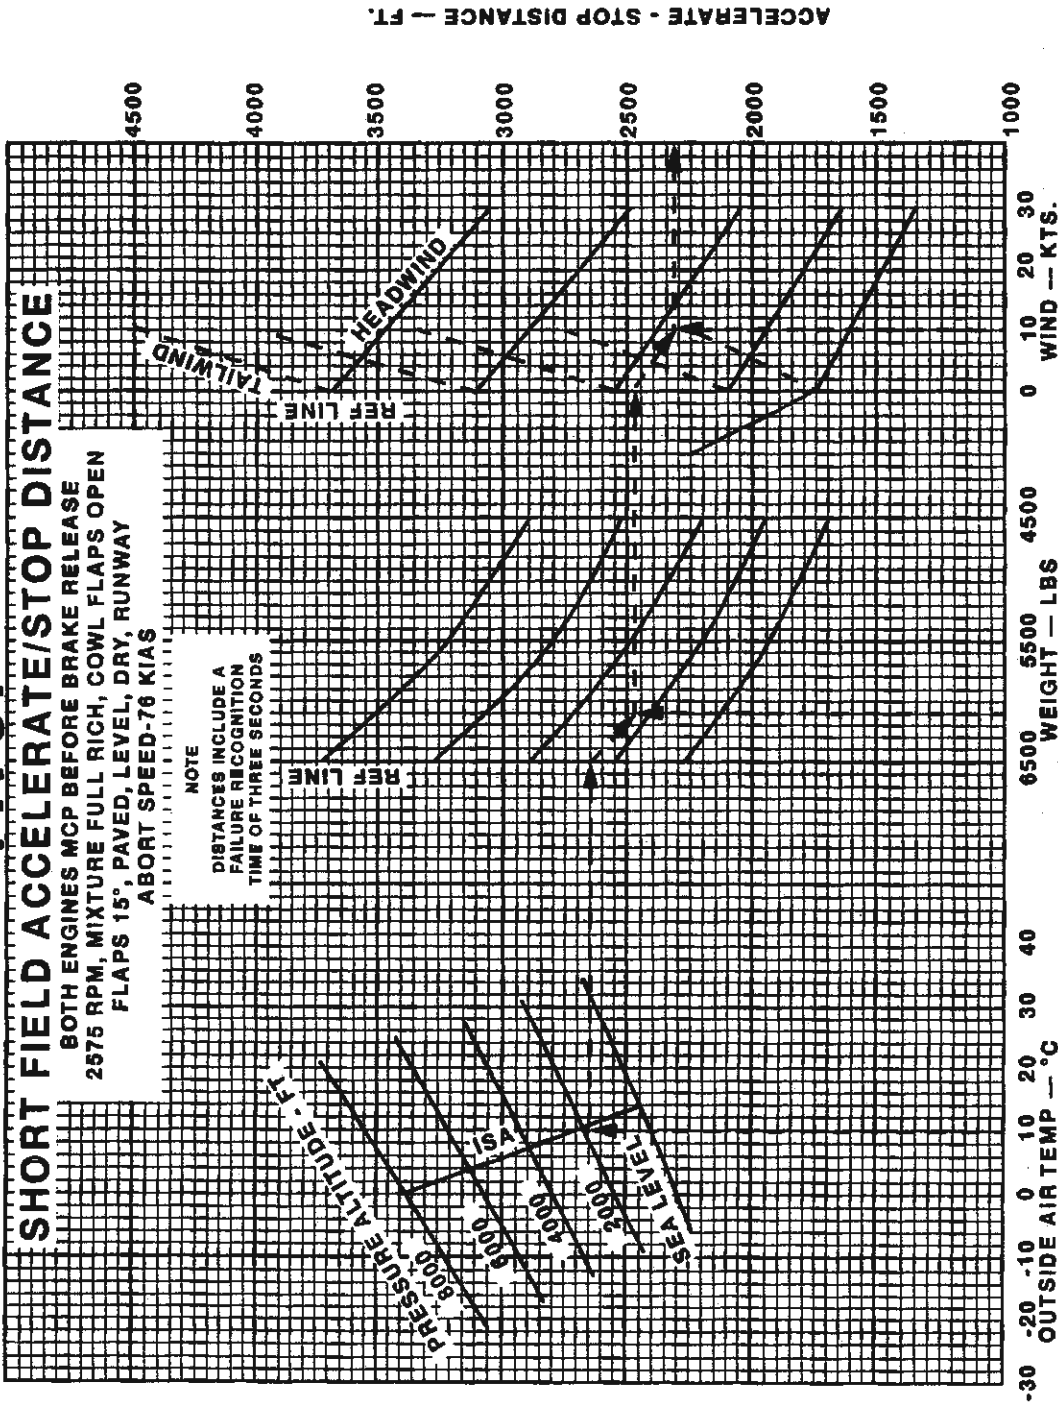 SHORT FIELD ACCELERATE/STOP DISTANCE
BOTH ENGINES MCP BEFORE BRAKE RELEASE
2575 RPM, MIXTURE FULL RICH, COWL FLAPS OPEN
FLAPS 15°, PAVED, LEVEL, DRY, RUNWAY
ABORT SPEED-76 KIAS
NOTE
DISTANCES INCLUDE A
FAILURE RECOGNITION
TIME OF THREE SECONDS
PRESSURE ALTITUDE - FT
8000
6000
4000
2000
SEA LEVEL
ISA
REF LINE
REF LINE
TAILWIND
HEADWIND
4500
4000
3500
3000
2500
2000
1500
1000
ACCELERATE - STOP DISTANCE — FT.
-30 -20 -10 0 10 20 30 40
OUTSIDE AIR TEMP — °C
6500 5500 4500
WEIGHT — LBS
0 10 20 30
WIND — KTS.